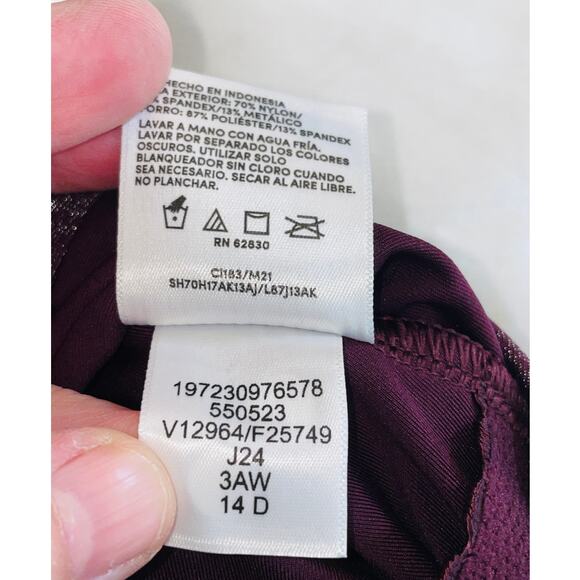 HECHO EN INDONESIA
EXTERIOR: 70% NYLON/
% SPANDEX/13% METÁLICO
FORRO: 87% POLIÉSTER/13% SPANDEX
LAVAR A MANO CON AGUA FRÍA.
LAVAR POR SEPARADO LOS COLORES
OSCUROS. UTILIZAR SOLO
BLANQUEADOR SIN CLORO CUANDO
SEA NECESARIO. SECAR AL AIRE LIBRE.
NO PLANCHAR.
RN 62830
CI183/M21
SH70H17AK13AJ/L87J13AK
197230976578
550523
V12964/F25749
J24
3AW
14 D